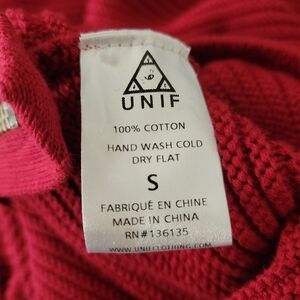 UNIF
100% COTTON
HAND WASH COLD
DRY FLAT
S
FABRIQUÉ EN CHINE
MADE IN CHINA
RN#136135
WWW.UNIFCLOTHING.COM